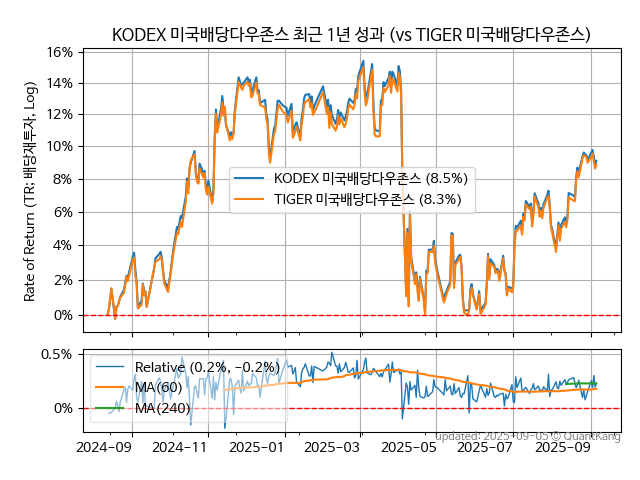 KODEX 미국배당다우존스 최근 1년 성과 (vs TIGER 미국배당다우존스)
Rate of Return (TR: 배당재투자, Log)
16%
14%
12%
10%
8%
6%
4%
2%
0%
KODEX 미국배당다우존스 (8.5%)
TIGER 미국배당다우존스 (8.3%)
0.5%
0%
Relative (0.2%, −0.2%)
MA(60)
MA(240)
2024-09 2024-11 2025-01 2025-03 2025-05 2025-07 2025-09
updated: 2025-09-05 © QuantKang